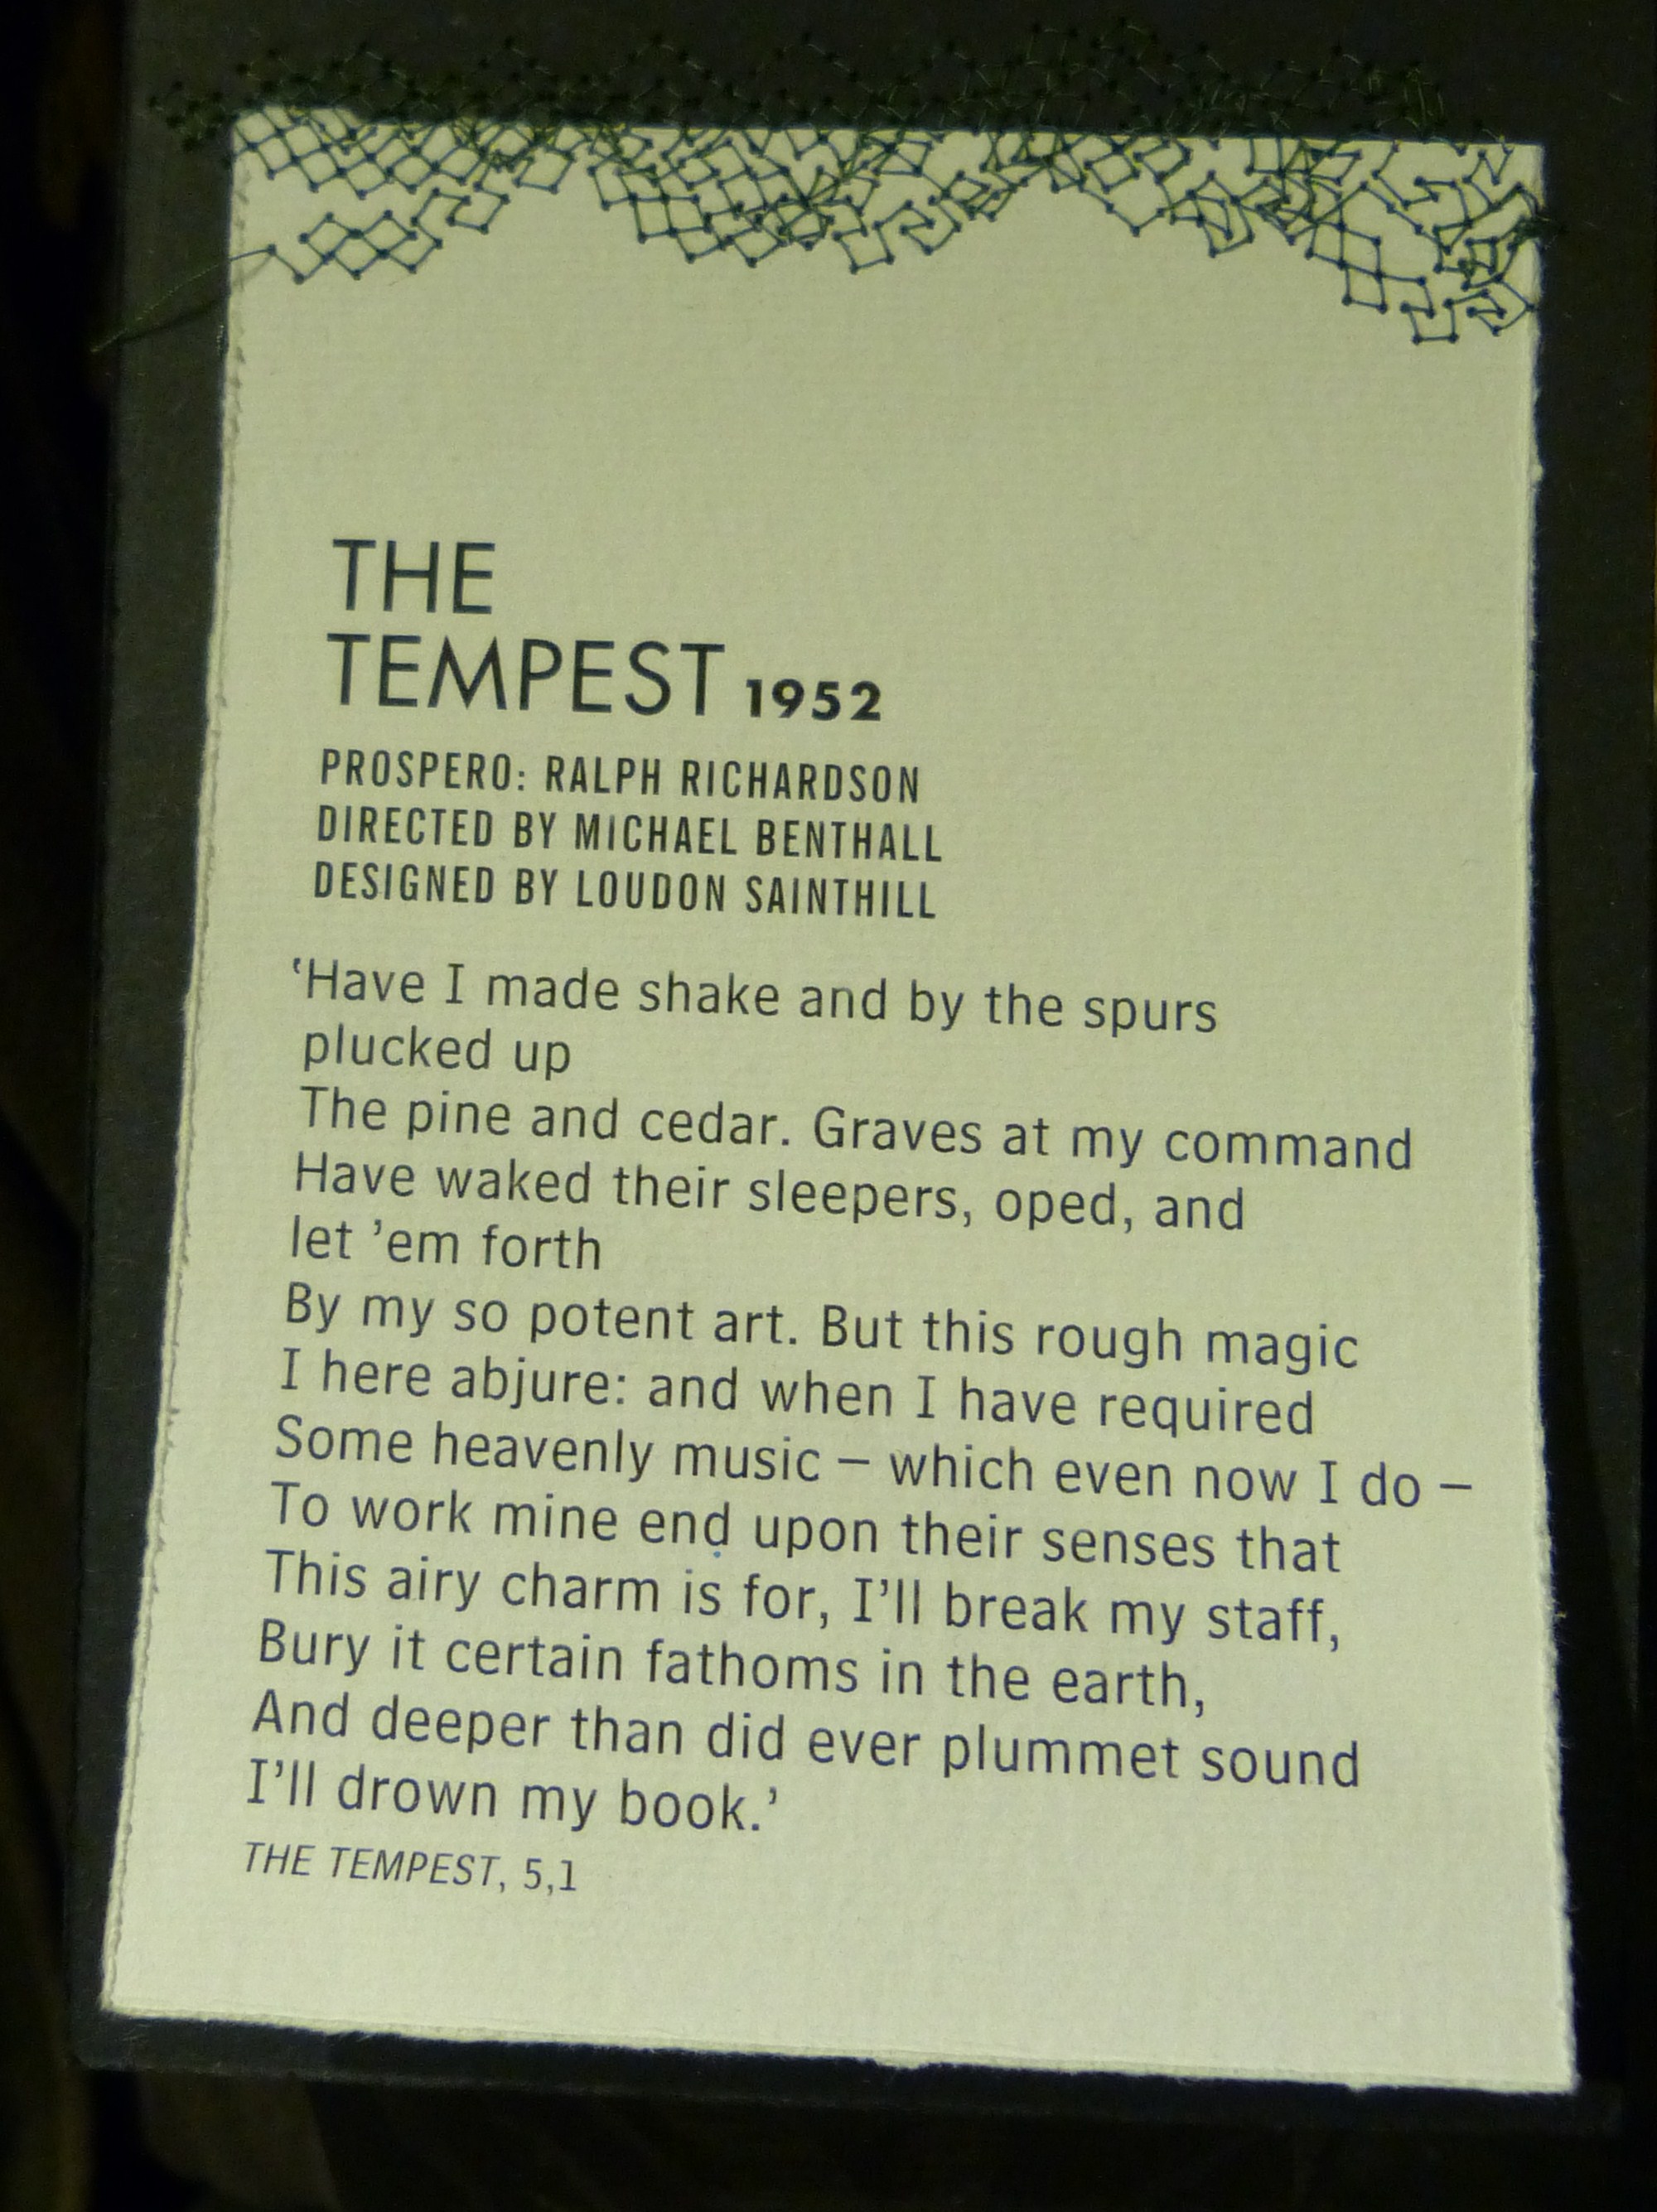 THE
TEMPEST 1952
PROSPERO: RALPH RICHARDSON
DIRECTED BY MICHAEL BENTHALL
DESIGNED BY LOUDON SAINTHILL
‘Have I made shake and by the spurs
plucked up
The pine and cedar. Graves at my command
Have waked their sleepers, oped, and
let ’em forth
By my so potent art. But this rough magic
I here abjure: and when I have required
Some heavenly music – which even now I do –
To work mine end upon their senses that
This airy charm is for, I’ll break my staff,
Bury it certain fathoms in the earth,
And deeper than did ever plummet sound
I’ll drown my book.’
THE TEMPEST, 5,1